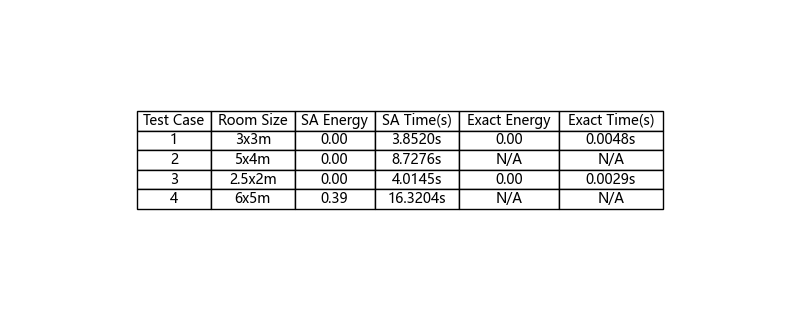 Test Case Room Size SA Energy SA Time(s) Exact Energy Exact Time(s)
1 3x3m 0.00 3.8520s 0.00 0.0048s
2 5x4m 0.00 8.7276s N/A N/A
3 2.5x2m 0.00 4.0145s 0.00 0.0029s
4 6x5m 0.39 16.3204s N/A N/A